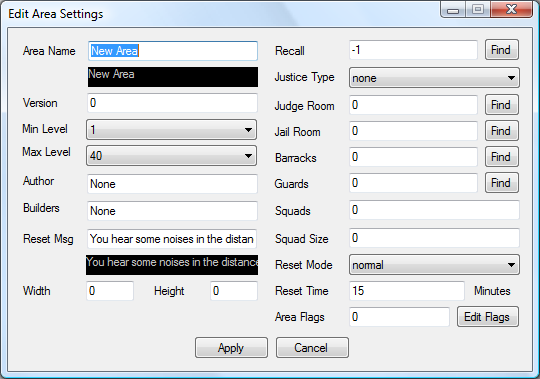 Edit Area Settings
Area Name New Area
New Area
Version 0
Min Level 1
Max Level 40
Author None
Builders None
Reset Msg You hear some noises in the distan
You hear some noises in the distance
Width 0 Height 0
Recall -1 Find
Justice Type none
Judge Room 0 Find
Jail Room 0 Find
Barracks 0 Find
Guards 0 Find
Squads 0
Squad Size 0
Reset Mode normal
Reset Time 15 Minutes
Area Flags 0 Edit Flags
Apply Cancel